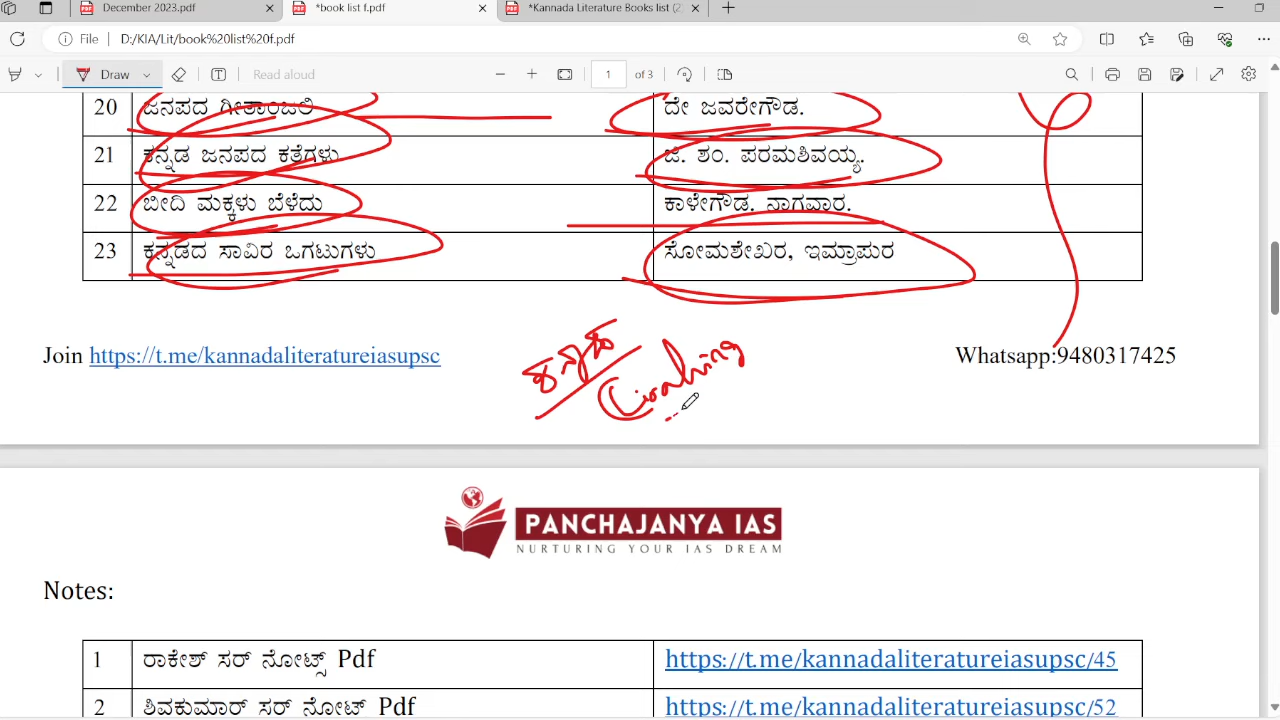 December 2023.pdf
*book list f.pdf
*Kannada Literature Books list (2)
File D:/KIA/Lit/book%20list%20f.pdf
Draw Read aloud 1 of 3
20 ಜನಪದ ಗೀತಾಂಜಲಿ ದೇ ಜವರೇಗೌಡ.
21 ಕನ್ನಡ ಜನಪದ ಕತೆಗಳು ಜಿ. ಶಂ. ಪರಮಶಿವಯ್ಯ.
22 ಬೀದಿ ಮಕ್ಕಳು ಬೆಳೆದು ಕಾಳೇಗೌಡ. ನಾಗವಾರ.
23 ಕನ್ನಡದ ಸಾವಿರ ಒಗಟುಗಳು ಸೋಮಶೇಖರ, ಇಮ್ರಾಪುರ
Join https://t.me/kannadaliteratureiasupsc Whatsapp:9480317425
PANCHAJANYA IAS
NURTURING YOUR IAS DREAM
Notes:
1 ರಾಕೇಶ್ ಸರ್ ನೋಟ್ಸ್ Pdf https://t.me/kannadaliteratureiasupsc/45
2 ಶಿವಕುಮಾರ್ ಸರ್ ನೋಟ್ Pdf https://t.me/kannadaliteratureiasupsc/52